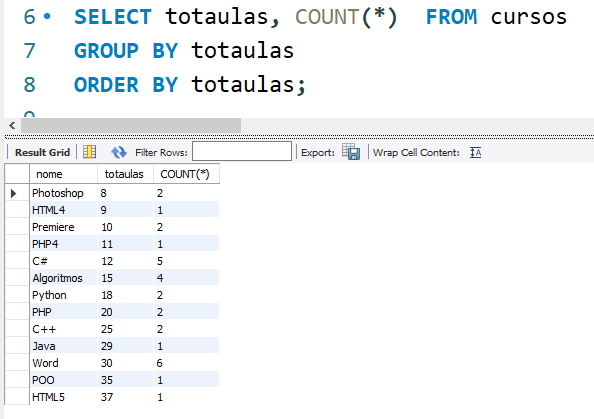 6 SELECT totaulas, COUNT(*) FROM cursos
7 GROUP BY totaulas
8 ORDER BY totaulas;
9
Result Grid Filter Rows: Export: Wrap Cell Content: IA
nome totaulas COUNT(*)
Photoshop 8 2
HTML4 9 1
Premiere 10 2
PHP4 11 1
C# 12 5
Algoritmos 15 4
Python 18 2
PHP 20 2
C++ 25 2
Java 29 1
Word 30 6
POO 35 1
HTML5 37 1